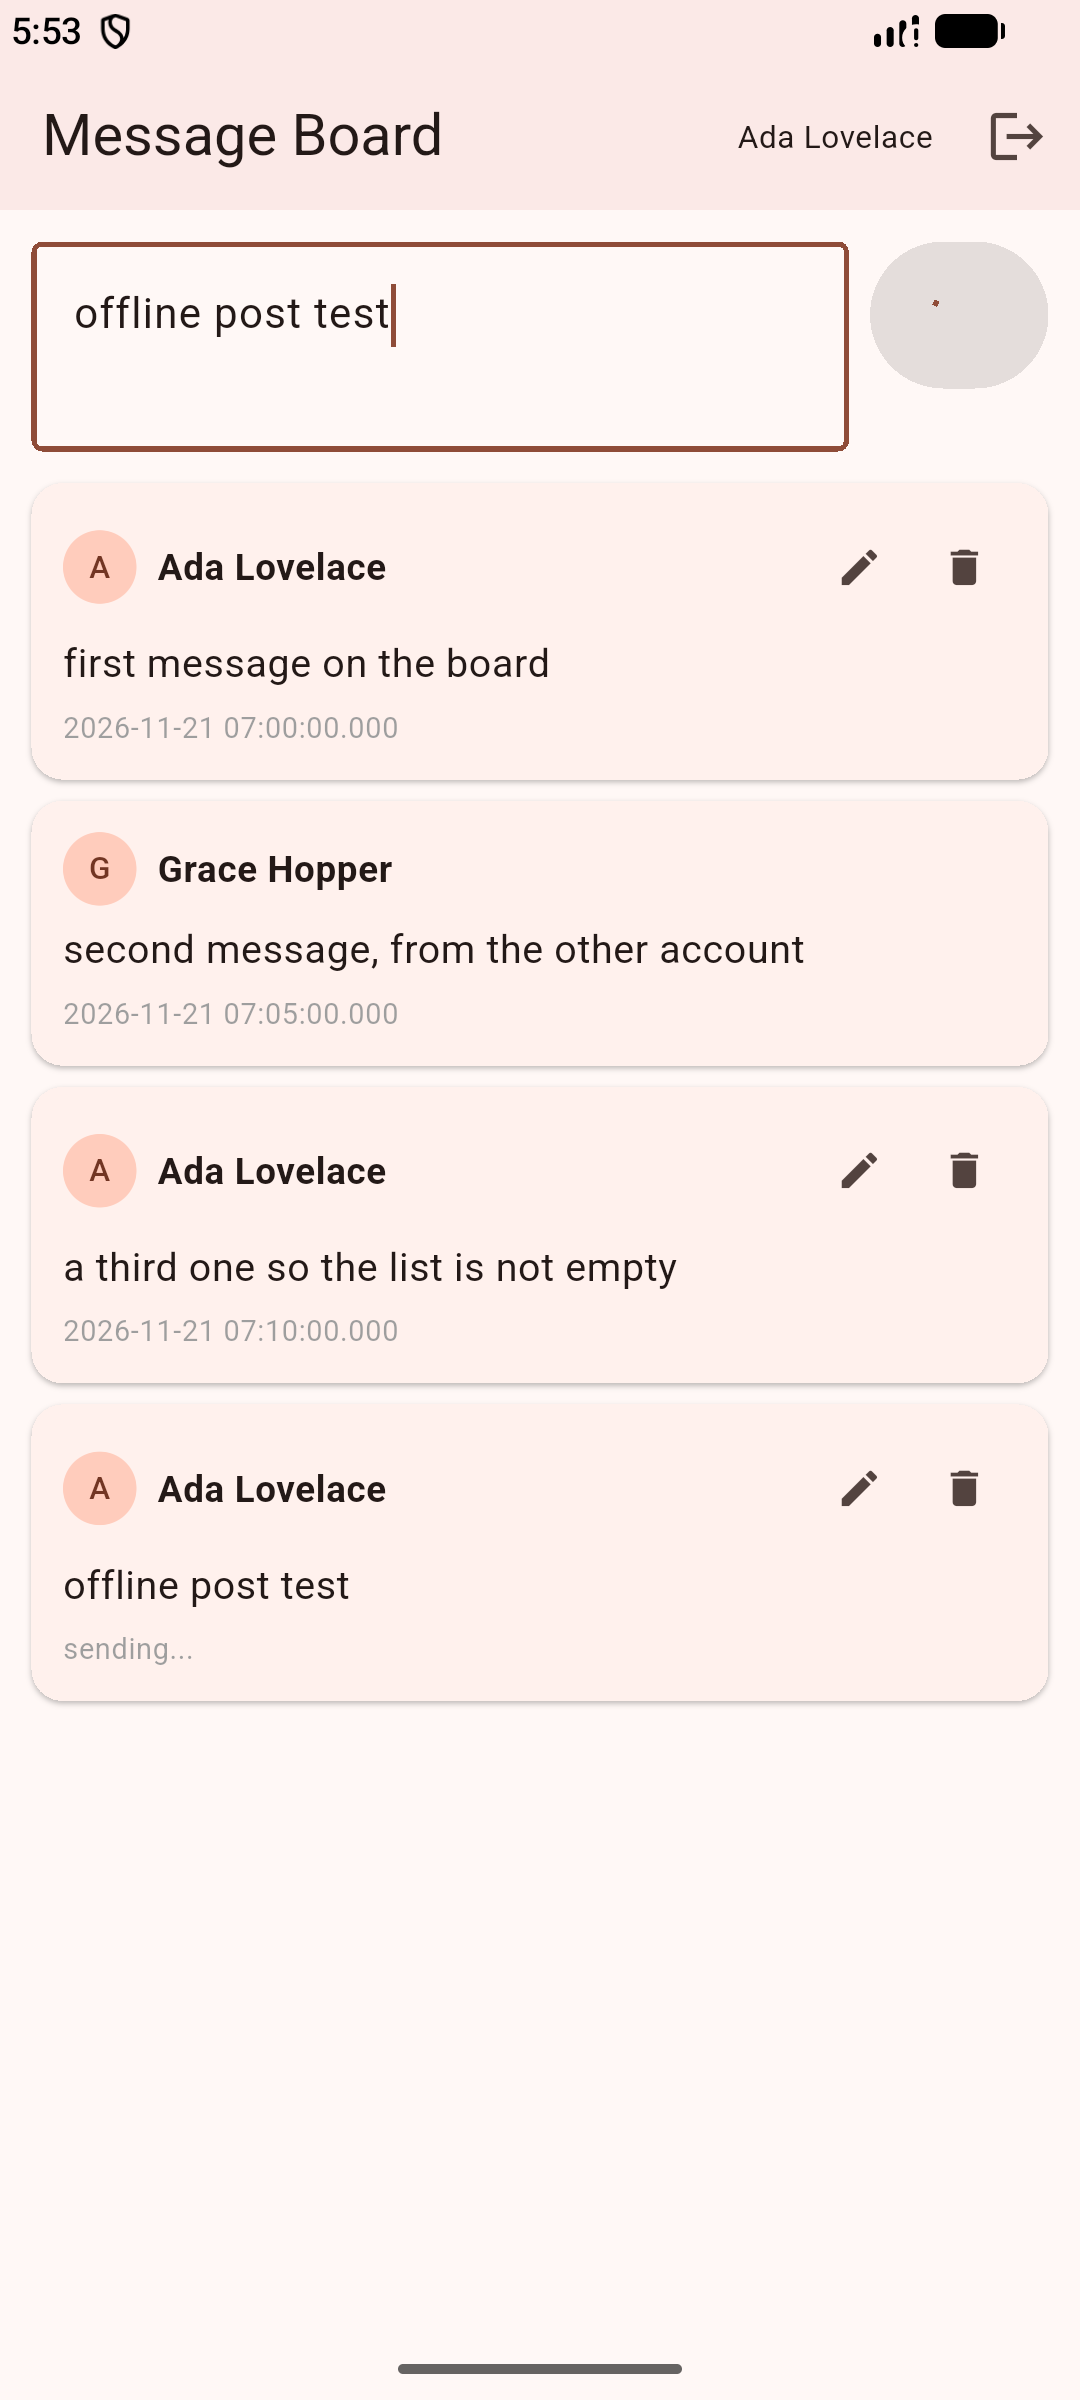 5:53
Message Board
Ada Lovelace
offline post test
A
Ada Lovelace
first message on the board
2026-11-21 07:00:00.000
G
Grace Hopper
second message, from the other account
2026-11-21 07:05:00.000
A
Ada Lovelace
a third one so the list is not empty
2026-11-21 07:10:00.000
A
Ada Lovelace
offline post test
sending...